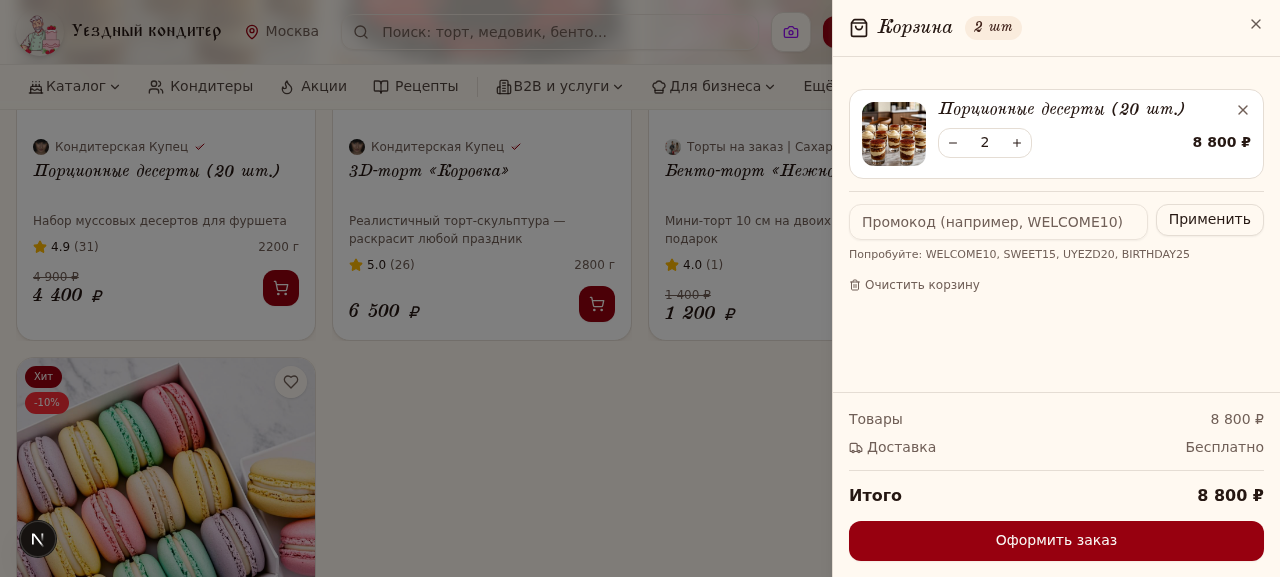 Уездный кондитер
Москва
Поиск: торт, медовик, бенто...
Каталог
Кондитеры
Акции
Рецепты
B2B и услуги
Для бизнеса
Ещё
Кондитерская Купец
Порционные десерты (20 шт.)
Набор муссовых десертов для фуршета
4.9 (31)
2200 г
4 900 ₽
4 400 ₽
Кондитерская Купец
3D-торт «Коровка»
Реалистичный торт-скульптура —
раскрасит любой праздник
5.0 (26)
2800 г
6 500 ₽
Торты на заказ | Сахар
Бенто-торт «Нежно
Мини-торт 10 см на двоих
подарок
4.0 (1)
1 400 ₽
1 200 ₽
Хит
-10%
N
Корзина
2 шт
Порционные десерты (20 шт.)
− 2 +
8 800 ₽
Промокод (например, WELCOME10)
Применить
Попробуйте: WELCOME10, SWEET15, UYEZD20, BIRTHDAY25
Очистить корзину
Товары
8 800 ₽
Доставка
Бесплатно
Итого
8 800 ₽
Оформить заказ